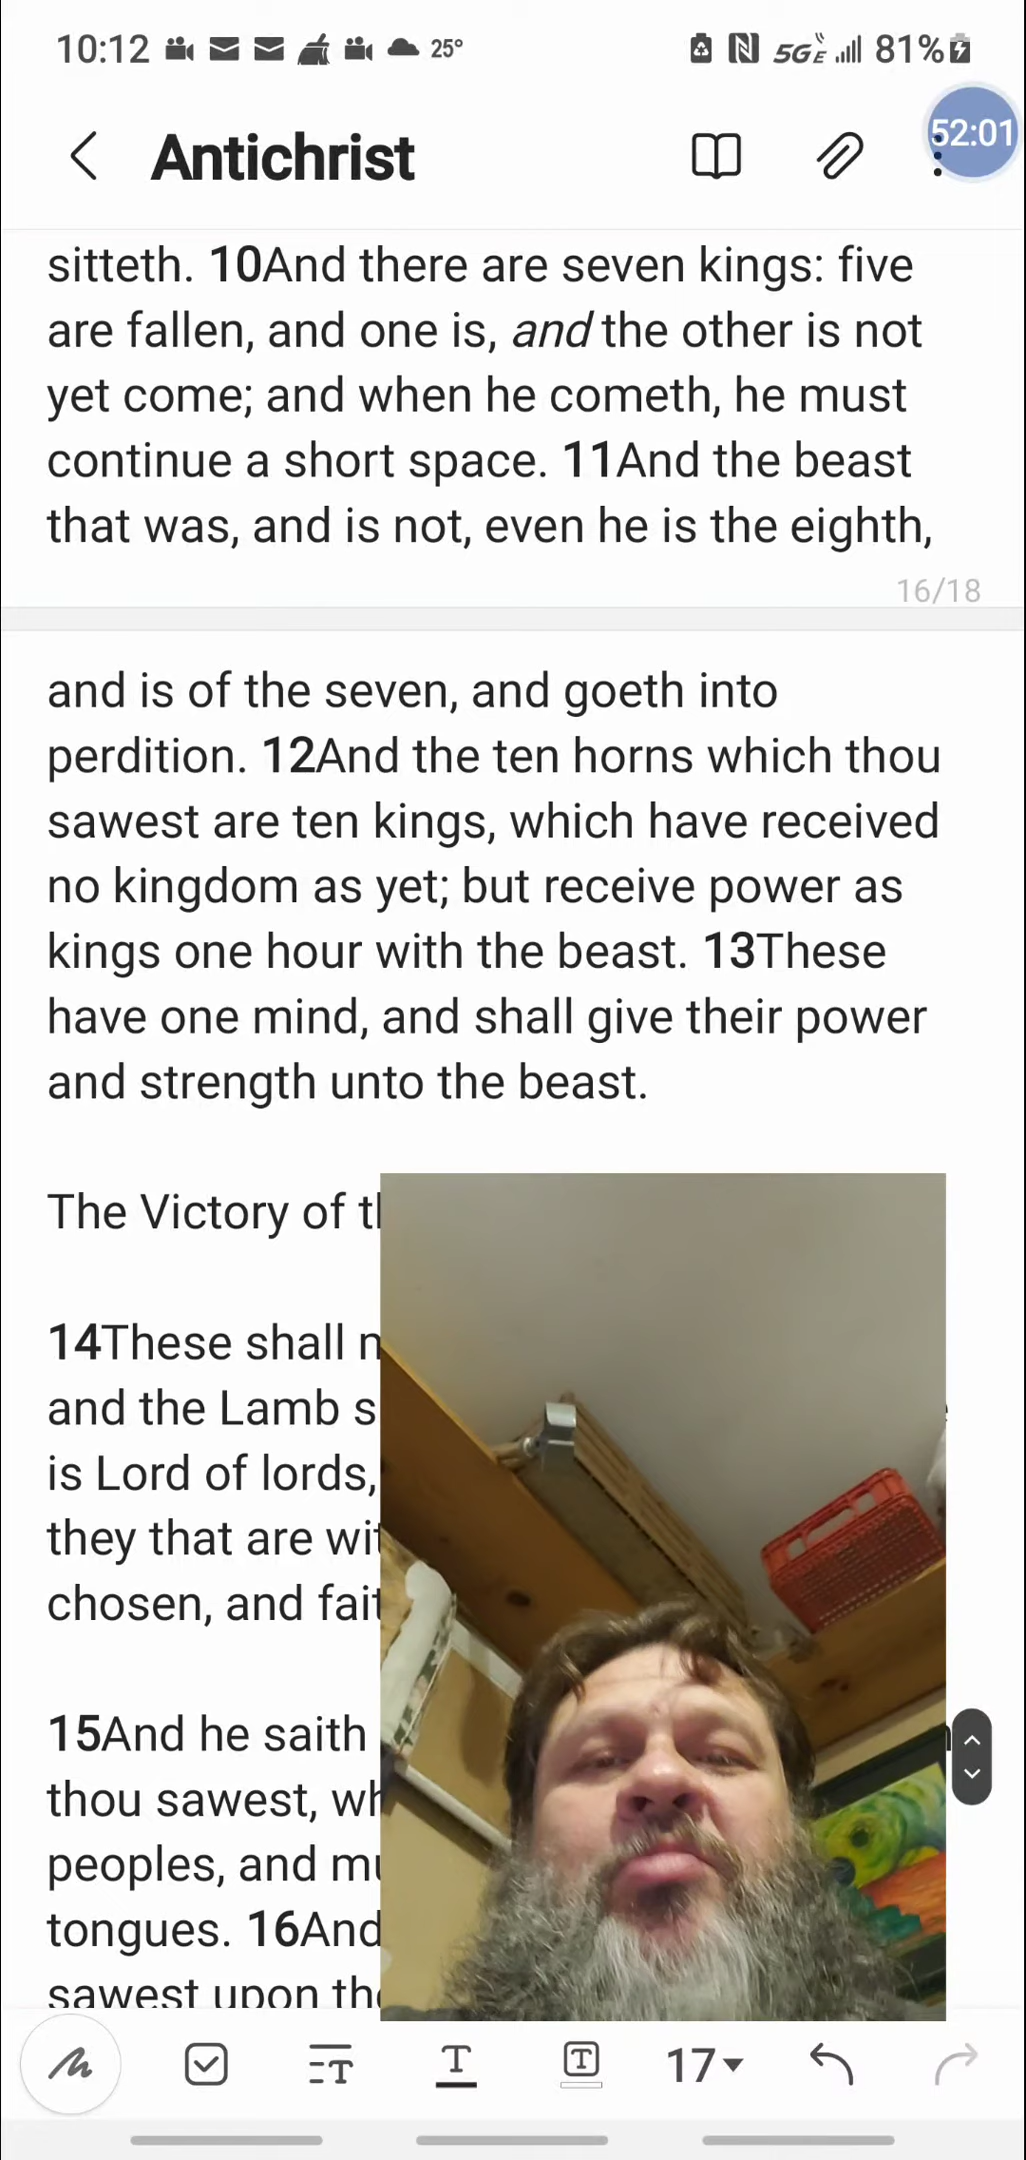 10:12 25° 5GE 81%
Antichrist
52:01
sitteth. 10And there are seven kings: five
are fallen, and one is, and the other is not
yet come; and when he cometh, he must
continue a short space. 11And the beast
that was, and is not, even he is the eighth,
16/18
and is of the seven, and goeth into
perdition. 12And the ten horns which thou
sawest are ten kings, which have received
no kingdom as yet; but receive power as
kings one hour with the beast. 13These
have one mind, and shall give their power
and strength unto the beast.
The Victory of
14These shall
and the Lamb
is Lord of lords,
they that are
chosen, and
15And he saith
thou sawest,
peoples, and
tongues. 16And
sawest upon
17